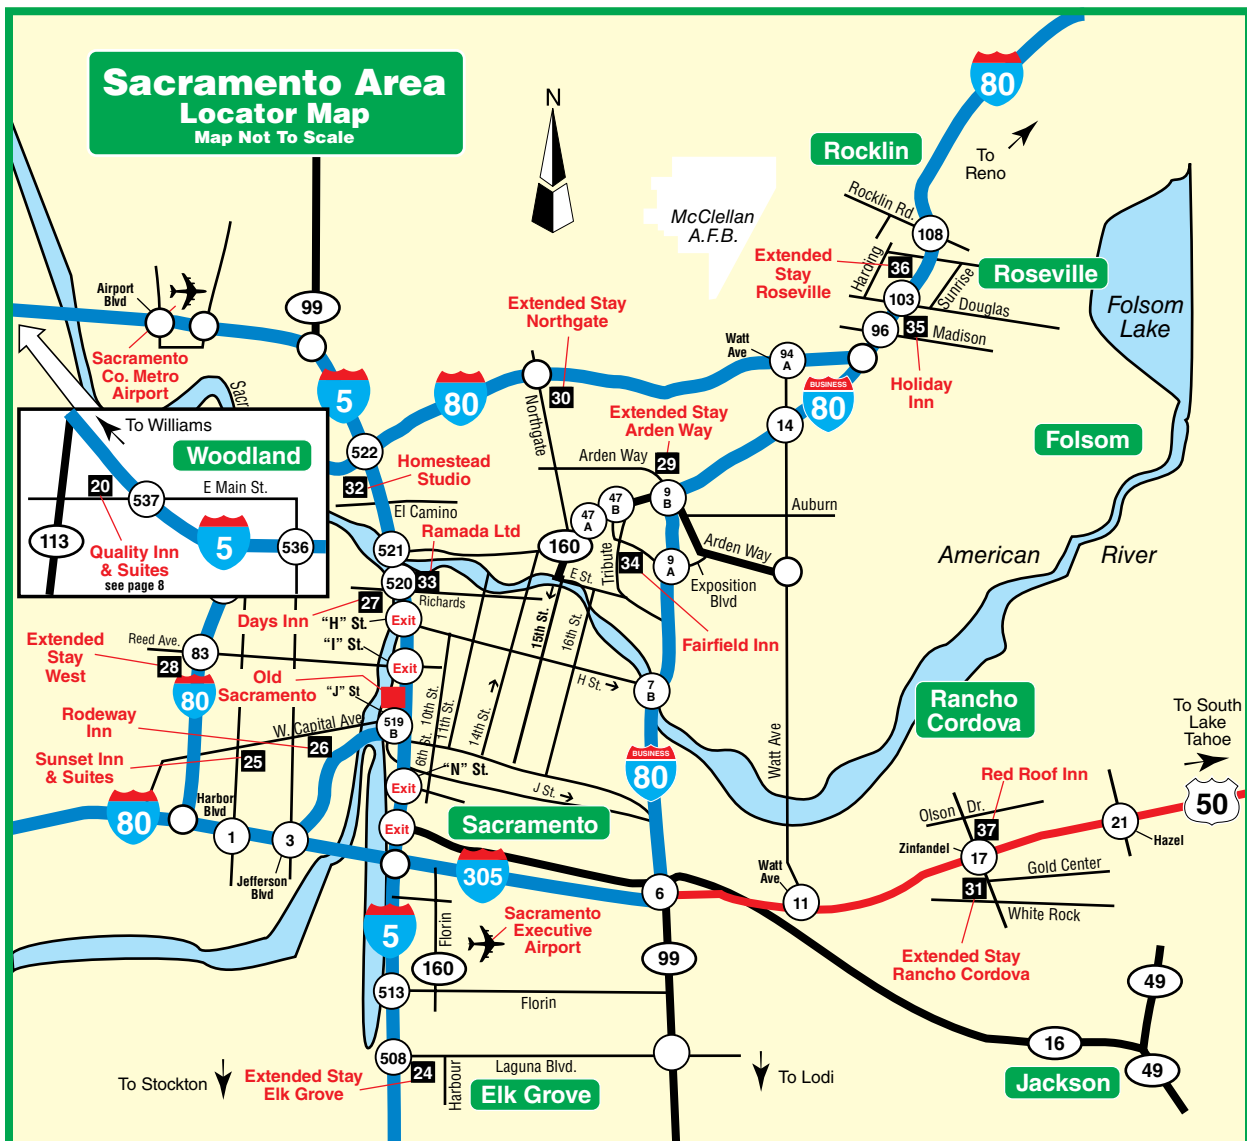 Sacramento Area
Locator Map
Map Not To Scale
N
80
Rocklin
To
Reno
McClellan
A.F.B.
Rocklin Rd.
108
Extended
Stay
Roseville
36
Harding
Sunrise
Roseville
103
Douglas
96
35
Madison
Folsom
Lake
Holiday
Inn
Airport
Blvd
99
Sacramento
Co. Metro
Airport
5
80
Extended Stay
Northgate
30
Northgate
Watt
Ave
94
A
BUSINESS
80
14
Folsom
Extended Stay
Arden Way
Arden Way
29
To Williams
Woodland
20
E Main St.
537
113
5
536
Quality Inn
& Suites
see page 8
522
Homestead
Studio
32
El Camino
Ramada Ltd
521
520
33
Richards
27
Days Inn
47
A
47
B
9
B
Auburn
160
Tribute
34
Arden Way
9
A
Exposition
Blvd
American
River
E St.
15th St.
16th St.
Fairfield Inn
"H" St.
Exit
"I" St.
Exit
H St.
7
B
Extended
Stay
West
Reed Ave.
83
28
80
Old
Sacramento
"J" St
519
B
6th St.
10th St.
11th St.
14th St.
Rodeway
Inn
W. Capital Ave
26
Sunset Inn
& Suites
25
"N" St.
Exit
J St.
BUSINESS
80
Watt Ave
Rancho
Cordova
To South
Lake
Tahoe
50
80
Harbor
Blvd
1
3
Jefferson
Blvd
Exit
Sacramento
305
6
Watt
Ave
11
Red Roof Inn
Olson Dr.
37
Zinfandel
17
21
Hazel
Gold Center
31
White Rock
Extended Stay
Rancho Cordova
5
Florin
Sacramento
Executive
Airport
160
99
513
Florin
508
Laguna Blvd.
24
Harbour
Extended Stay
Elk Grove
Elk Grove
To Stockton
To Lodi
49
16
49
Jackson